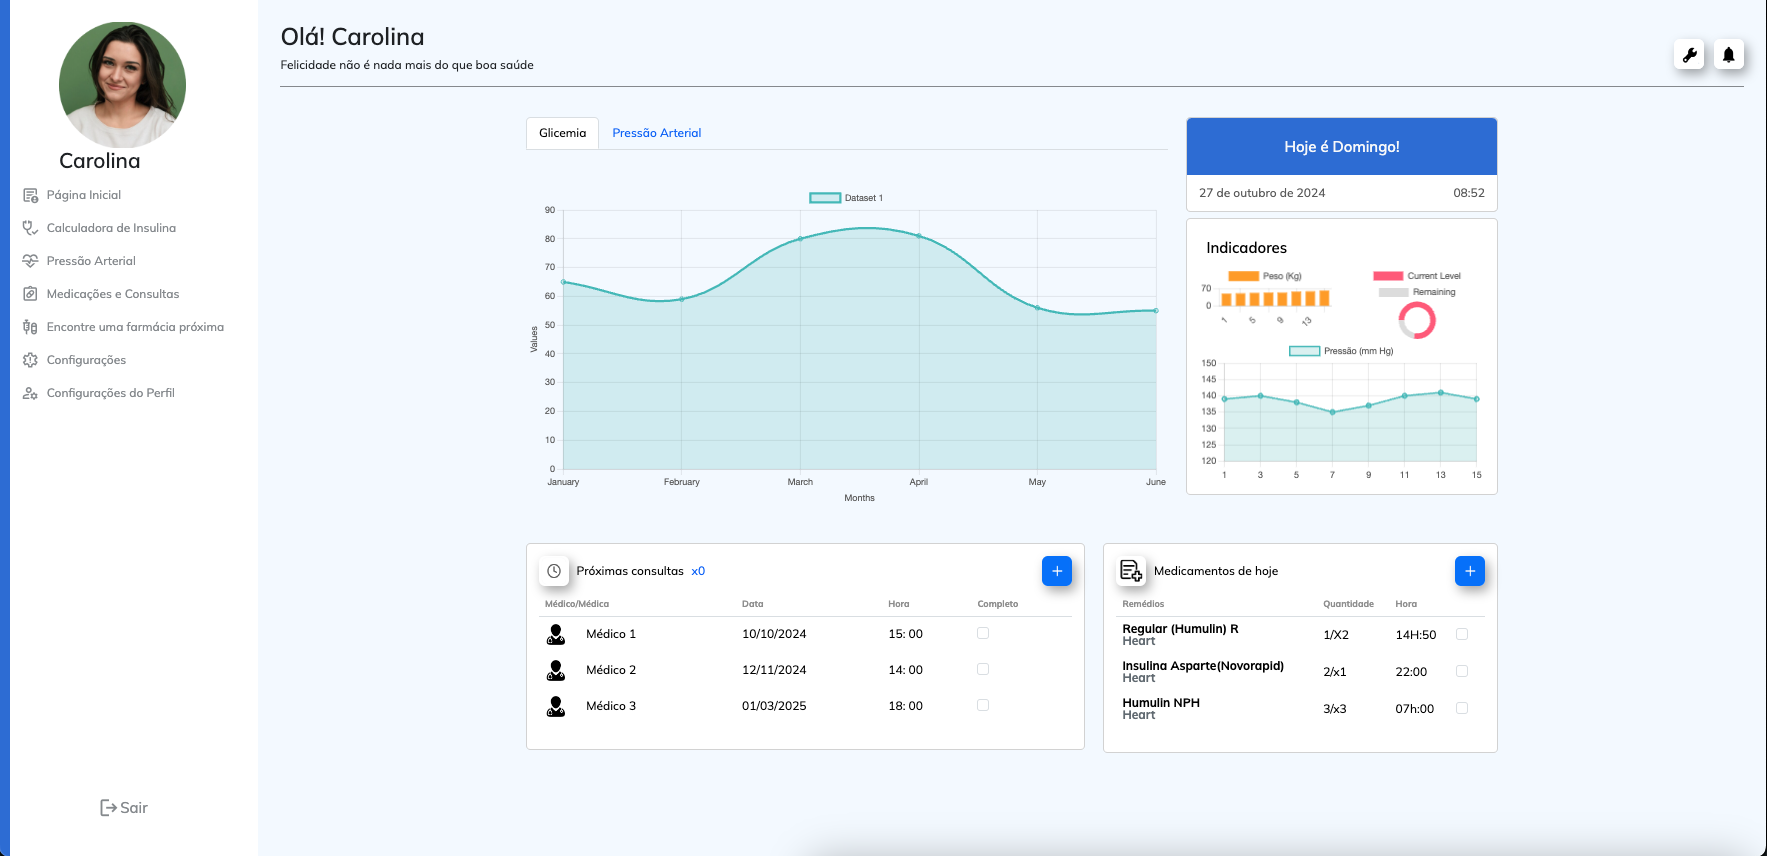 Carolina
Página Inicial
Calculadora de Insulina
Pressão Arterial
Medicações e Consultas
Encontre uma farmácia próxima
Configurações
Configurações do Perfil
Sair
Olá! Carolina
Felicidade não é nada mais do que boa saúde
Glicemia Pressão Arterial
Dataset 1
90
80
70
60
50
40
30
20
10
0
Values
January February March April May June
Months
Hoje é Domingo!
27 de outubro de 2024 08:52
Indicadores
Peso (Kg)
70
0
1 5 9 13
Current Level
Remaining
Pressão (mm Hg)
150
145
140
135
130
125
120
1 3 5 7 9 11 13 15
Próximas consultas x0
+
Médico/Médica Data Hora Completo
Médico 1 10/10/2024 15: 00
Médico 2 12/11/2024 14: 00
Médico 3 01/03/2025 18: 00
Medicamentos de hoje
+
Remédios Quantidade Hora
Regular (Humulin) R 1/X2 14H:50
Heart
Insulina Asparte(Novorapid) 2/x1 22:00
Heart
Humulin NPH 3/x3 07h:00
Heart